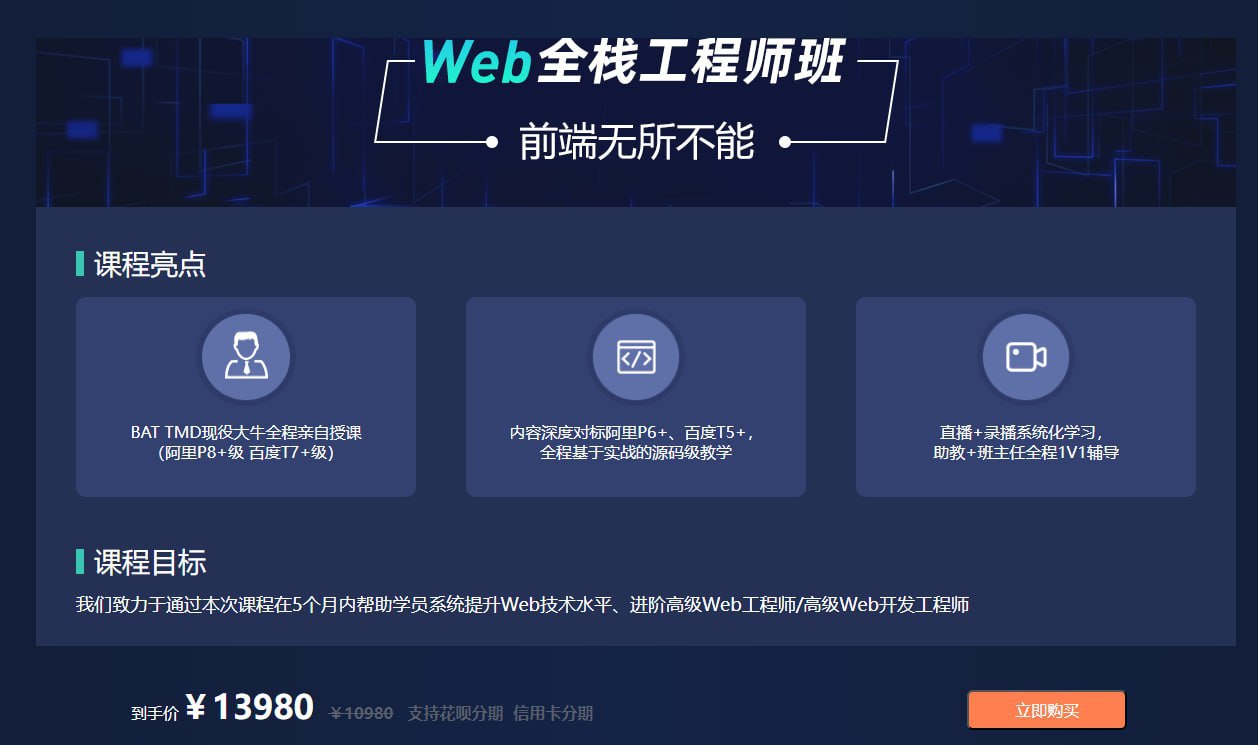 Web全栈工程师班
前端无所不能
课程亮点
BAT TMD现役大牛全程亲自授课
（阿里P8+级 百度T7+级）
内容深度对标阿里P6+、百度T5+，
全程基于实战的源码级教学
直播+录播系统化学习，
助教+班主任全程1V1辅导
课程目标
我们致力于通过本次课程在5个月内帮助学员系统提升Web技术水平、进阶高级Web工程师/高级Web开发工程师
到手价 ¥13980 ¥10980 支持花呗分期 信用卡分期
立即购买